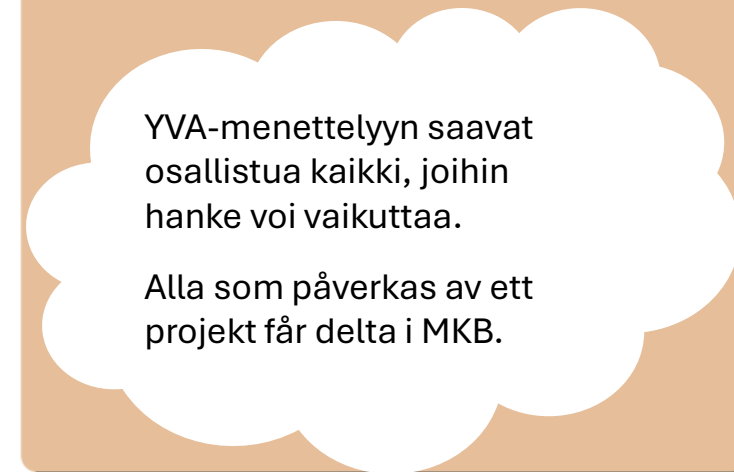 YVA-menettelyyn saavat
osallistua kaikki, joihin
hanke voi vaikuttaa.
Alla som påverkas av ett
projekt får delta i MKB.